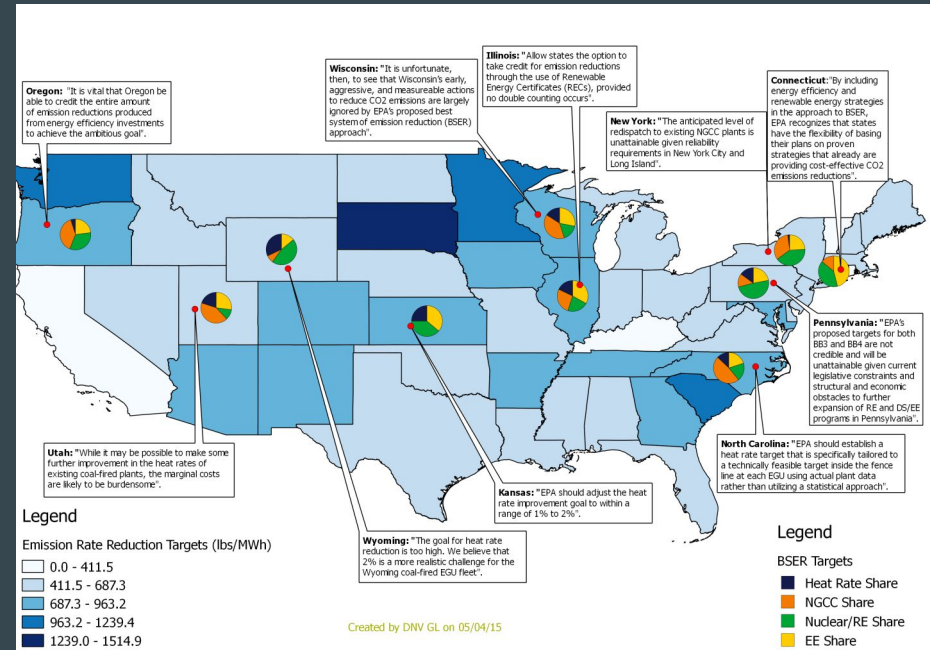 Oregon: "It is vital that Oregon be
able to credit the entire amount
of emission reductions produced
from energy efficiency investments
to achieve the ambitious goal".
Wisconsin: "It is unfortunate,
then, to see that Wisconsin's early,
aggressive, and measureable actions
to reduce CO2 emissions are largely
ignored by EPA's proposed best
system of emission reduction (BSER)
approach".
Illinois: "Allow states the option to
take credit for emission reductions
through the use of Renewable
Energy Certificates (RECs), provided
no double counting occurs".
New York: "The anticipated level of
redispatch to existing NGCC plants is
unattainable given reliability
requirements in New York City and
Long Island".
Connecticut: "By including
energy efficiency and
renewable energy strategies
in the approach to BSER,
EPA recognizes that states
have the flexibility of basing
their plans on proven
strategies that already are
providing cost-effective CO2
emissions reductions".
Utah: "While it may be possible to make some
further improvement in the heat rates of
existing coal-fired plants, the marginal costs
are likely to be burdensome".
Wyoming: "The goal for heat rate
reduction is too high. We believe that
2% is a more realistic challenge for the
Wyoming coal-fired EGU fleet".
Kansas: "EPA should adjust the heat
rate improvement goal to within a
range of 1% to 2%".
Pennsylvania: "EPA's
proposed targets for both
BB3 and BB4 are not
credible and will be
unattainable given current
legislative constraints and
structural and economic
obstacles to further
expansion of RE and DS/EE
programs in Pennsylvania".
North Carolina: "EPA should establish a
heat rate target that is specifically tailored to
a technically feasible target inside the fence
line at each EGU using actual plant data
rather than utilizing a statistical approach".
Legend
Emission Rate Reduction Targets (lbs/MWh)
0.0 - 411.5
411.5 - 687.3
687.3 - 963.2
963.2 - 1239.4
1239.0 - 1514.9
Created by DNV GL on 05/04/15
Legend
BSER Targets
Heat Rate Share
NGCC Share
Nuclear/RE Share
EE Share